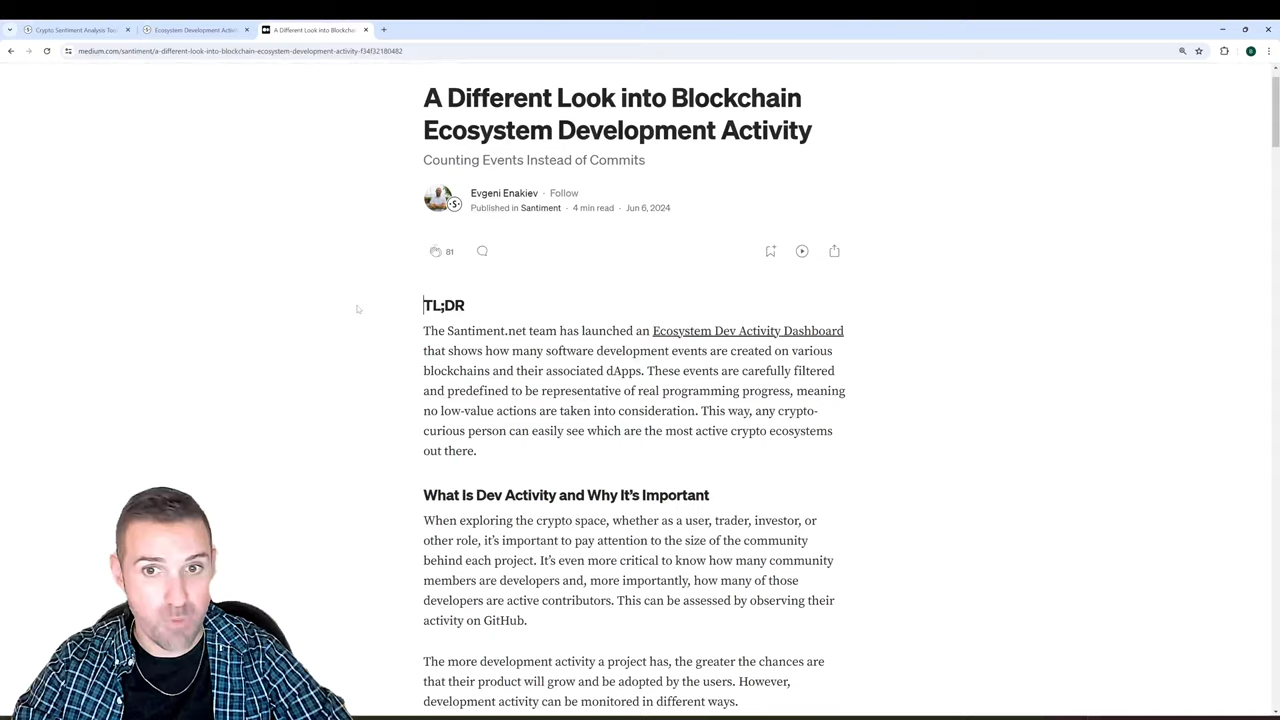 Crypto Sentiment Analysis Too
Ecosystem Development Activi
A Different Look into Blockchai
medium.com/santiment/a-different-look-into-blockchain-ecosystem-development-activity-f34f32180482
A Different Look into Blockchain
Ecosystem Development Activity
Counting Events Instead of Commits
Evgeni Enakiev · Follow
Published in Santiment · 4 min read · Jun 6, 2024
81
TL;DR
The Santiment.net team has launched an Ecosystem Dev Activity Dashboard
that shows how many software development events are created on various
blockchains and their associated dApps. These events are carefully filtered
and predefined to be representative of real programming progress, meaning
no low-value actions are taken into consideration. This way, any crypto-
curious person can easily see which are the most active crypto ecosystems
out there.
What Is Dev Activity and Why It’s Important
When exploring the crypto space, whether as a user, trader, investor, or
other role, it’s important to pay attention to the size of the community
behind each project. It’s even more critical to know how many community
members are developers and, more importantly, how many of those
developers are active contributors. This can be assessed by observing their
activity on GitHub.
The more development activity a project has, the greater the chances are
that their product will grow and be adopted by the users. However,
development activity can be monitored in different ways.